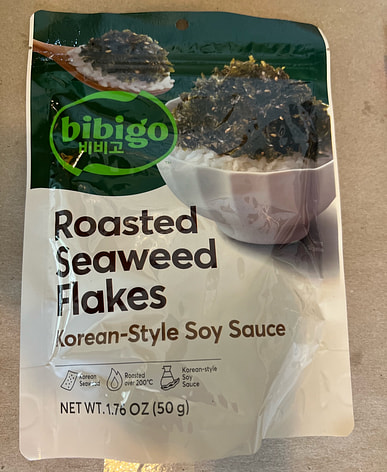 bibigo
비비고
Roasted
Seaweed
Flakes
Korean-Style Soy Sauce
Korean
Seaweed
Roasted
over 200°C
Korean-style
Soy
Sauce
NET WT. 1.76 OZ (50 g)